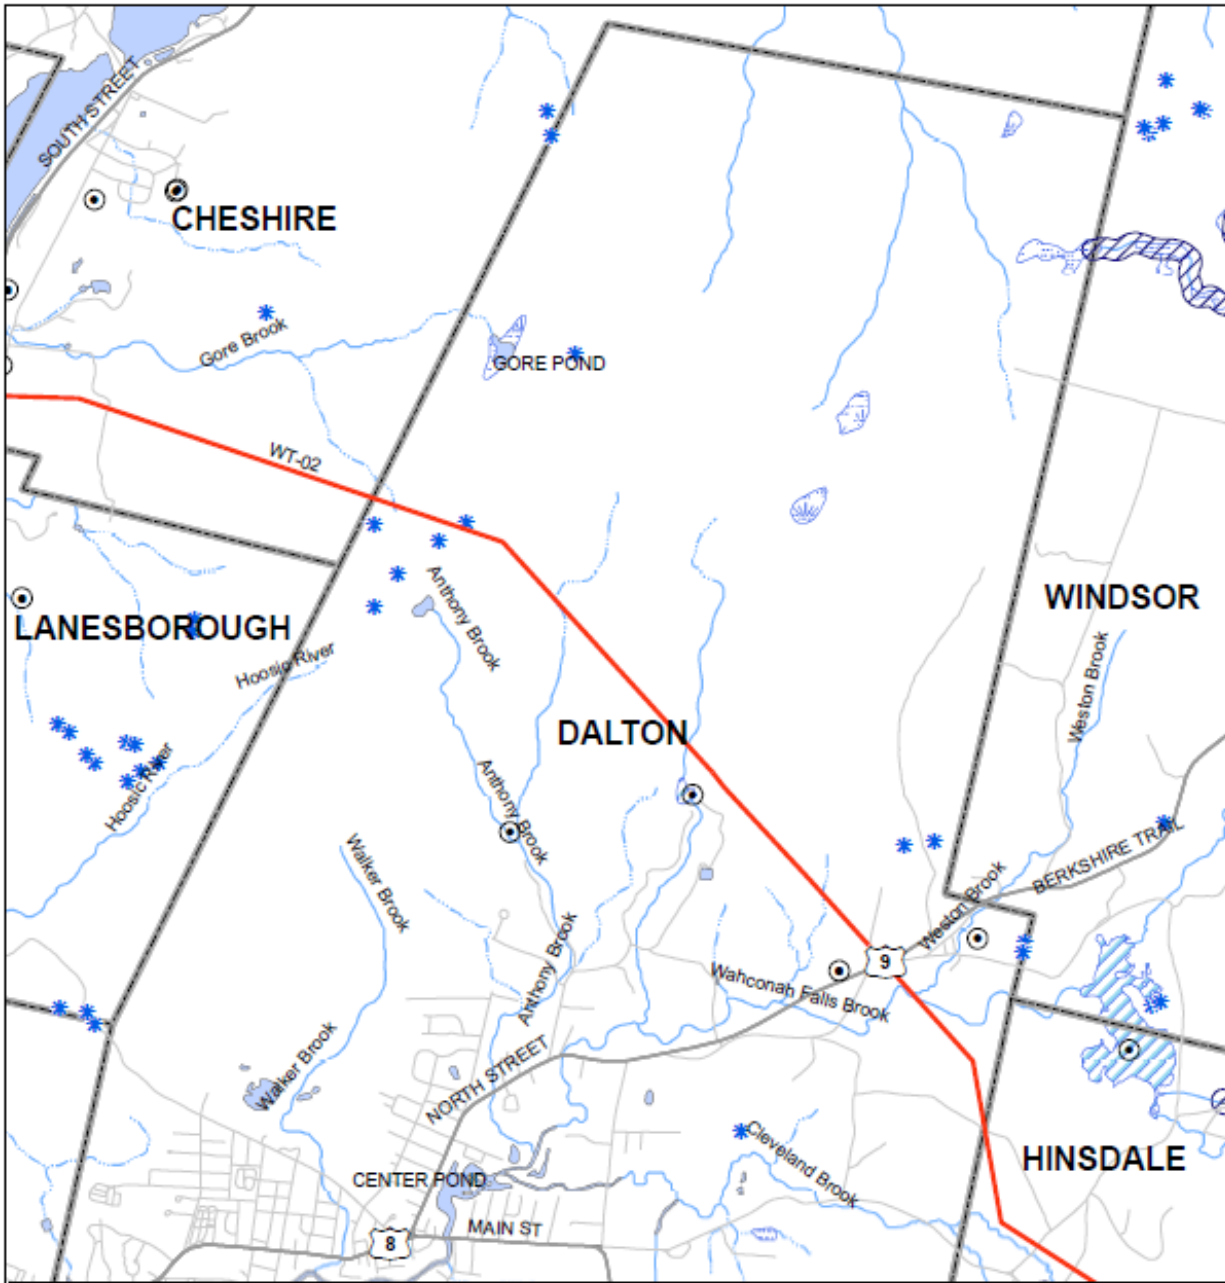 SOUTH STREET
CHESHIRE
Gore Brook
GORE POND
WT-02
Anthony Brook
WINDSOR
LANESBOROUGH
Hoosic River
Weston Brook
DALTON
Hoosic River
Anthony Brook
Walker Brook
BERKSHIRE TRAIL
Weston Brook
Anthony Brook
9
Wahconah Falls Brook
Walker Brook
NORTH STREET
Cleveland Brook
HINSDALE
CENTER POND
MAIN ST
8